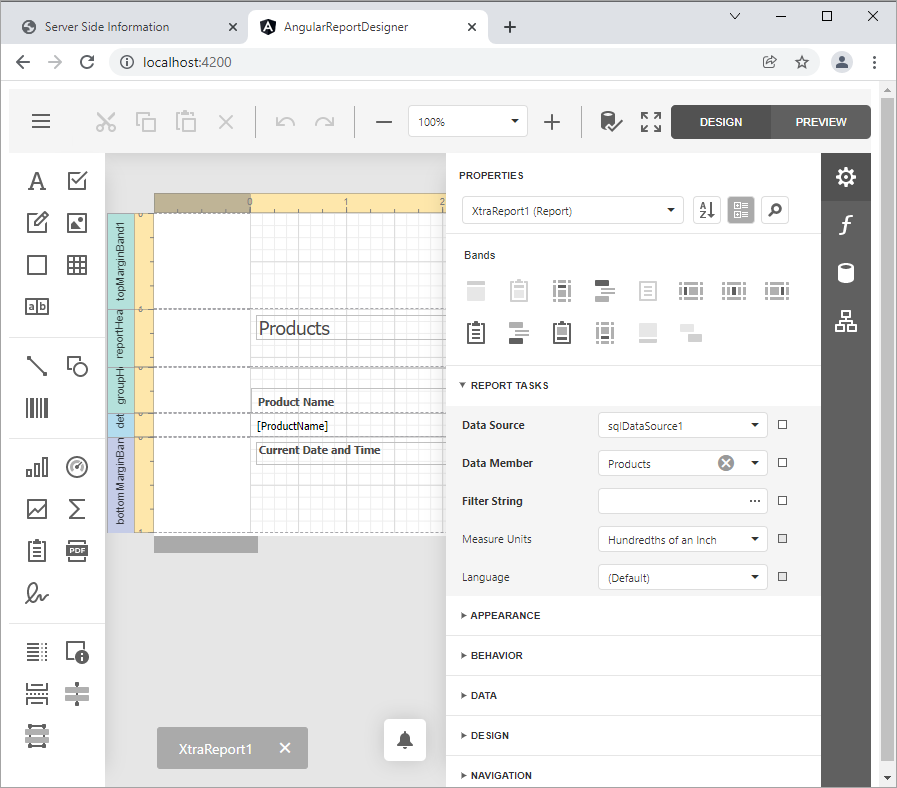 Server Side Information
AngularReportDesigner
localhost:4200
100%
DESIGN
PREVIEW
A
ab
PDF
0
1
2
topMarginBand1
reportHea
groupH
det
bottomMarginBan
Products
Product Name
[ProductName]
Current Date and Time
XtraReport1
PROPERTIES
XtraReport1 (Report)
A
Z
Bands
REPORT TASKS
Data Source
sqlDataSource1
Data Member
Products
Filter String
...
Measure Units
Hundredths of an Inch
Language
(Default)
APPEARANCE
BEHAVIOR
DATA
DESIGN
NAVIGATION
f